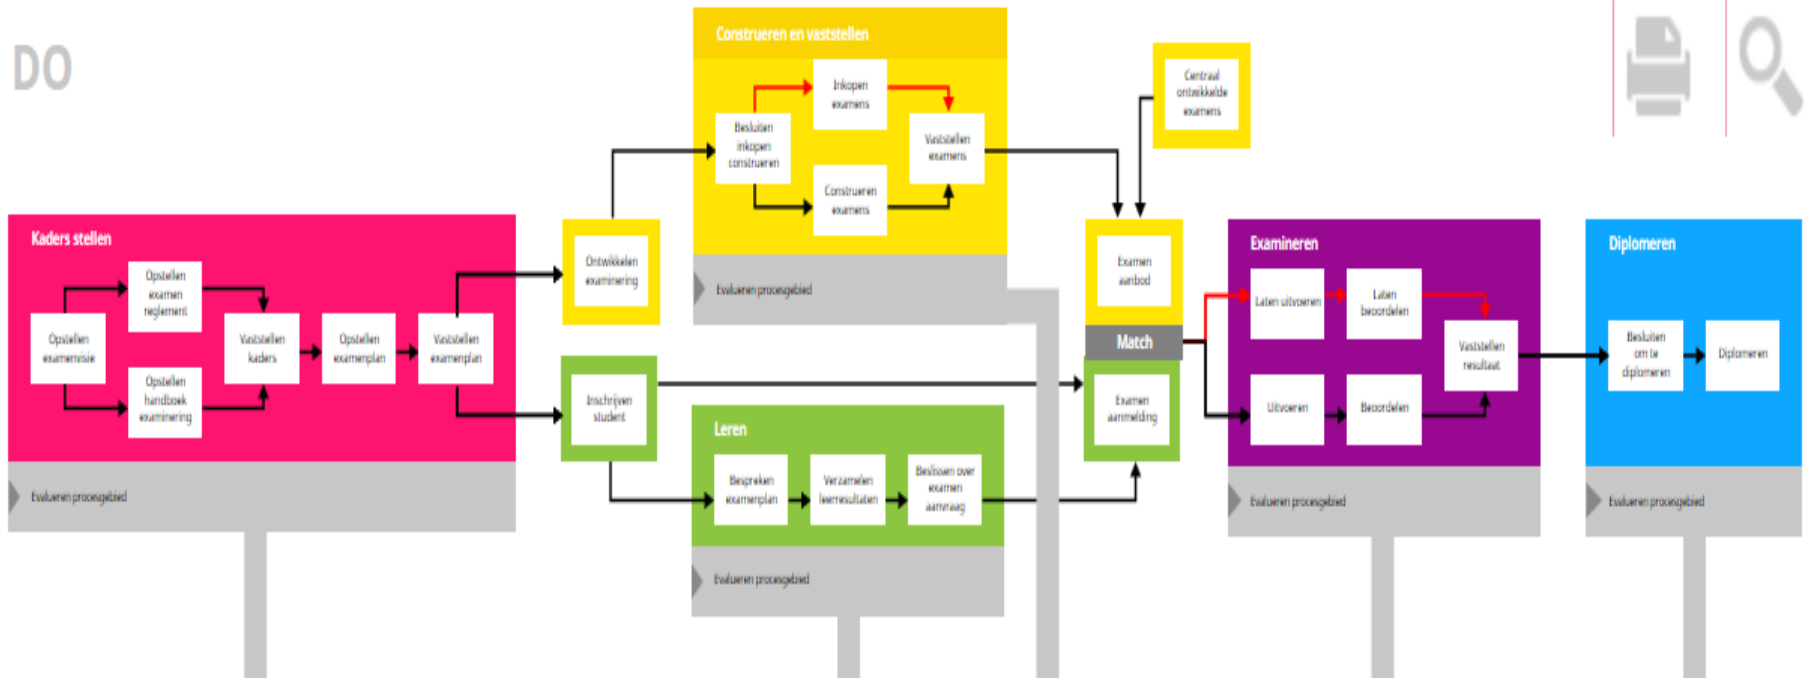 DO
Construeren en vaststellen
Inkopen
examens
Besluiten
inkopen
construeren
Vaststellen
examens
Construeren
examens
Evalueren procesgebied
Centraal
ontwikkelde
examens
Kaders stellen
Opstellen
examenvisie
Opstellen
examen
reglement
Opstellen
handboek
examinering
Vaststellen
kaders
Opstellen
examenplan
Vaststellen
examenplan
Evalueren procesgebied
Ontwikkelen
examinering
Inschrijven
student
Leren
Bespreken
examenplan
Verzamelen
leerresultaten
Beslissen over
examen
aanvraag
Evalueren procesgebied
Examen
aanbod
Match
Examen
aanmelding
Examineren
Laten uitvoeren
Laten
beoordelen
Vaststellen
resultaat
Uitvoeren
Beoordelen
Evalueren procesgebied
Diplomeren
Besluiten
om te
diplomeren
Diplomeren
Evalueren procesgebied